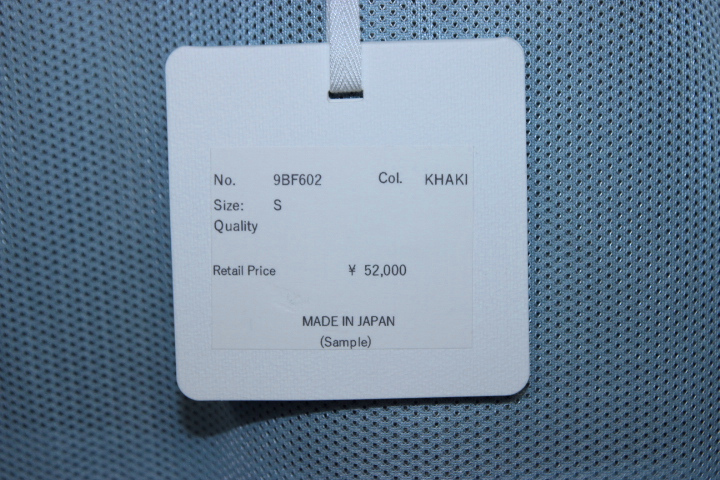 No. 9BF602 Col. KHAKI
Size: S
Quality
Retail Price ¥ 52,000
MADE IN JAPAN
(Sample)